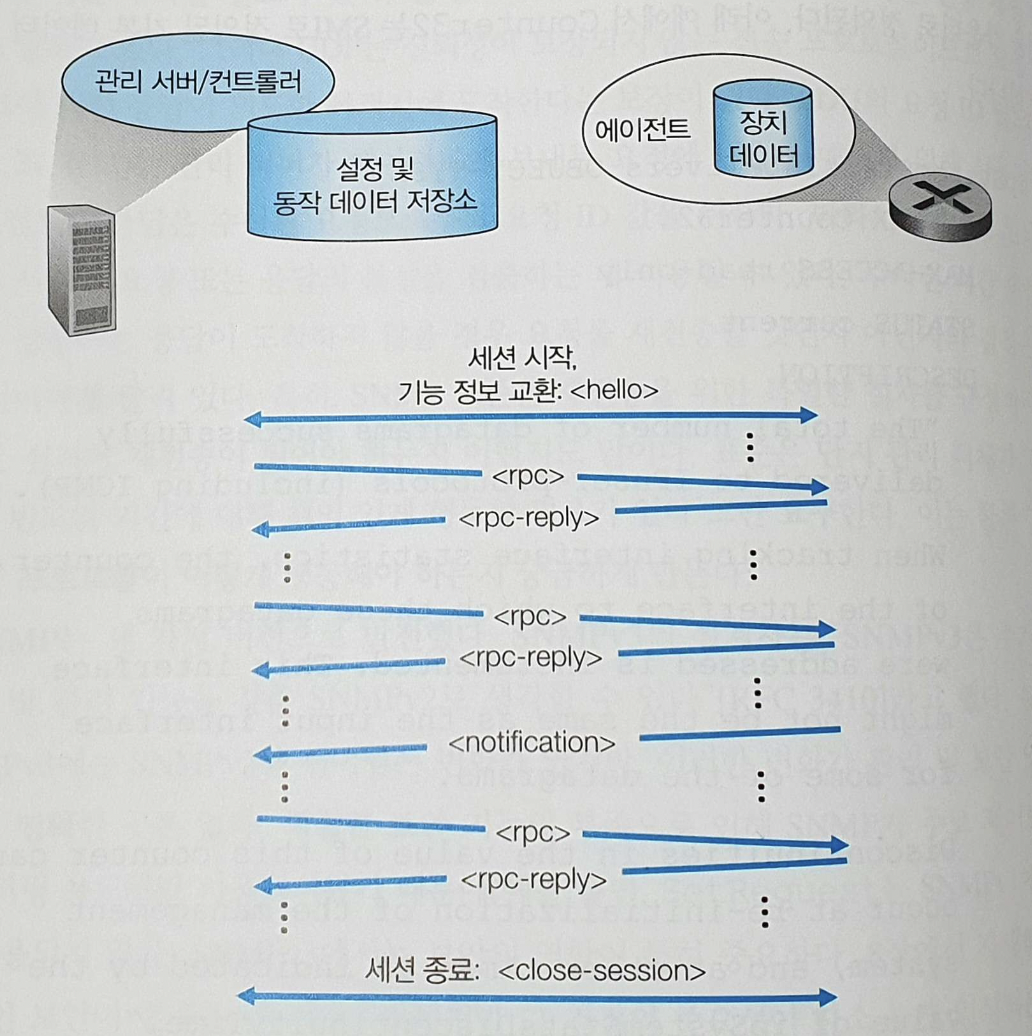 관리 서버/컨트롤러
설정 및
동작 데이터 저장소
에이전트
장치
데이터
세션 시작,
기능 정보 교환: <hello>
<rpc>
<rpc-reply>
<rpc>
<rpc-reply>
<notification>
<rpc>
<rpc-reply>
세션 종료: <close-session>